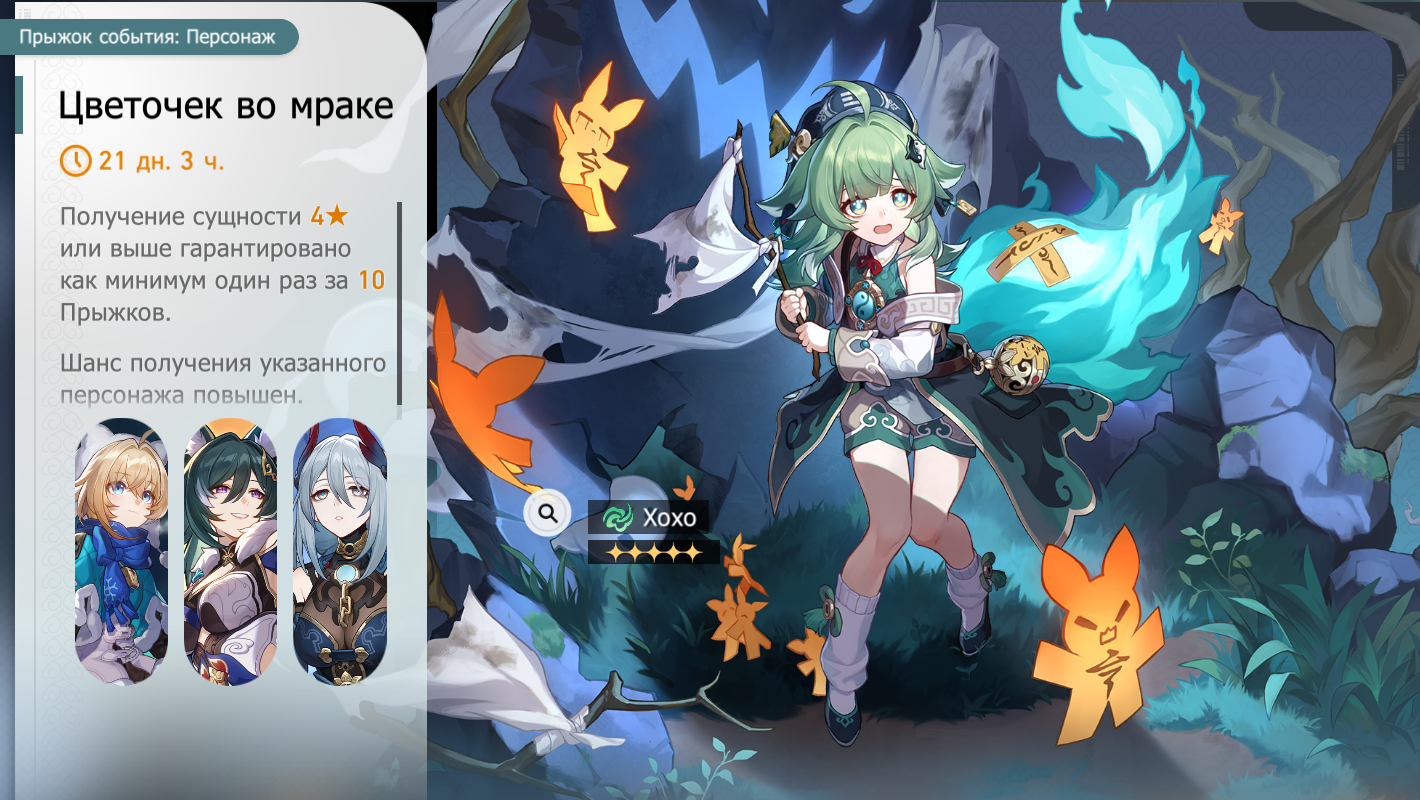 Прыжок события: Персонаж
Цветочек во мраке
21 дн. 3 ч.
Получение сущности 4★
или выше гарантировано
как минимум один раз за 10
Прыжков.
Шанс получения указанного
персонажа повышен.
Хохо